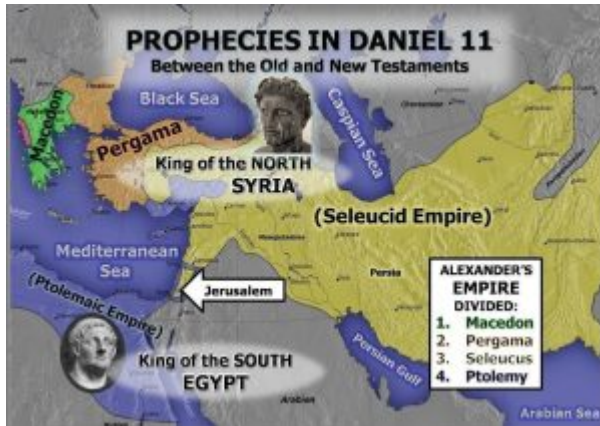 PROPHECIES IN DANIEL 11
Between the Old and New Testaments
Black Sea
Caspian Sea
Macedon
Pergama
King of the NORTH
SYRIA
(Seleucid Empire)
Mediterranean
Sea
Jerusalem
Persia
(Ptolemaic Empire)
King of the SOUTH
EGYPT
Persian Gulf
Arabian
Arabian Sea
ALEXANDER'S
EMPIRE
DIVIDED:
1. Macedon
2. Pergama
3. Seleucus
4. Ptolemy